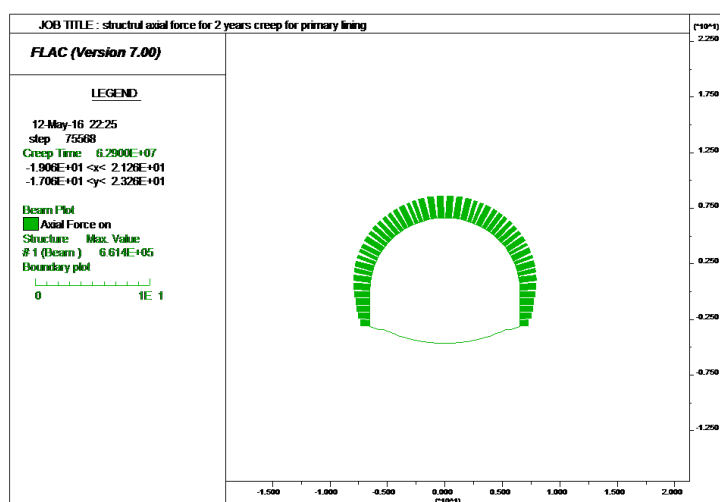 JOB TITLE : structrul axial force for 2 years creep for primary lining
FLAC (Version 7.00)
LEGEND
12-May-16 22:25
step 75568
Creep Time 6.2900E+07
-1.906E+01 <x< 2.126E+01
-1.706E+01 <y< 2.326E+01
Beam Plot
Axial Force on
Structure Max. Value
# 1 (Beam ) 6.614E+05
Boundary plot
0 1E 1
(*10^1)
2.250
1.750
1.250
0.750
0.250
-0.250
-0.750
-1.250
-1.500 -1.000 -0.500 0.000 0.500 1.000 1.500 2.000
(*10^1)